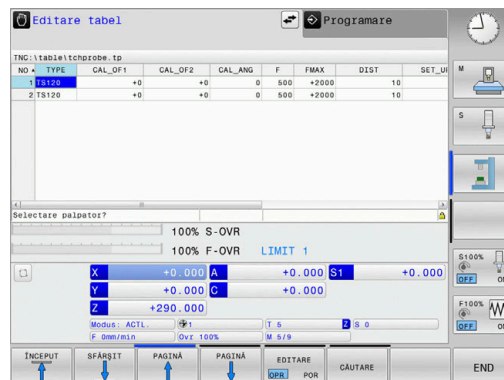 Editare tabel
Programare
TNC:\table\tchprobe.tp
NO TYPE CAL_OF1 CAL_OF2 CAL_ANG F FMAX DIST SET_U
1 TS120 +0 +0 0 500 +2000 10
2 TS120 +0 +0 0 500 +2000 10
Selectare palpator?
100% S-OVR
100% F-OVR LIMIT 1
X +0.000 A +0.000 S1 +0.000
Y +0.000 C +0.000
Z +290.000
Modus: ACTL. 1 T 5 Z S 0
F 0mm/min Ovr 100% M 5/9
M
S
S100%
OFF
F100% W
OFF
ÎNCEPUT
SFÂRŞIT
PAGINĂ
PAGINĂ
EDITARE
OPR POR
CĂUTARE
END